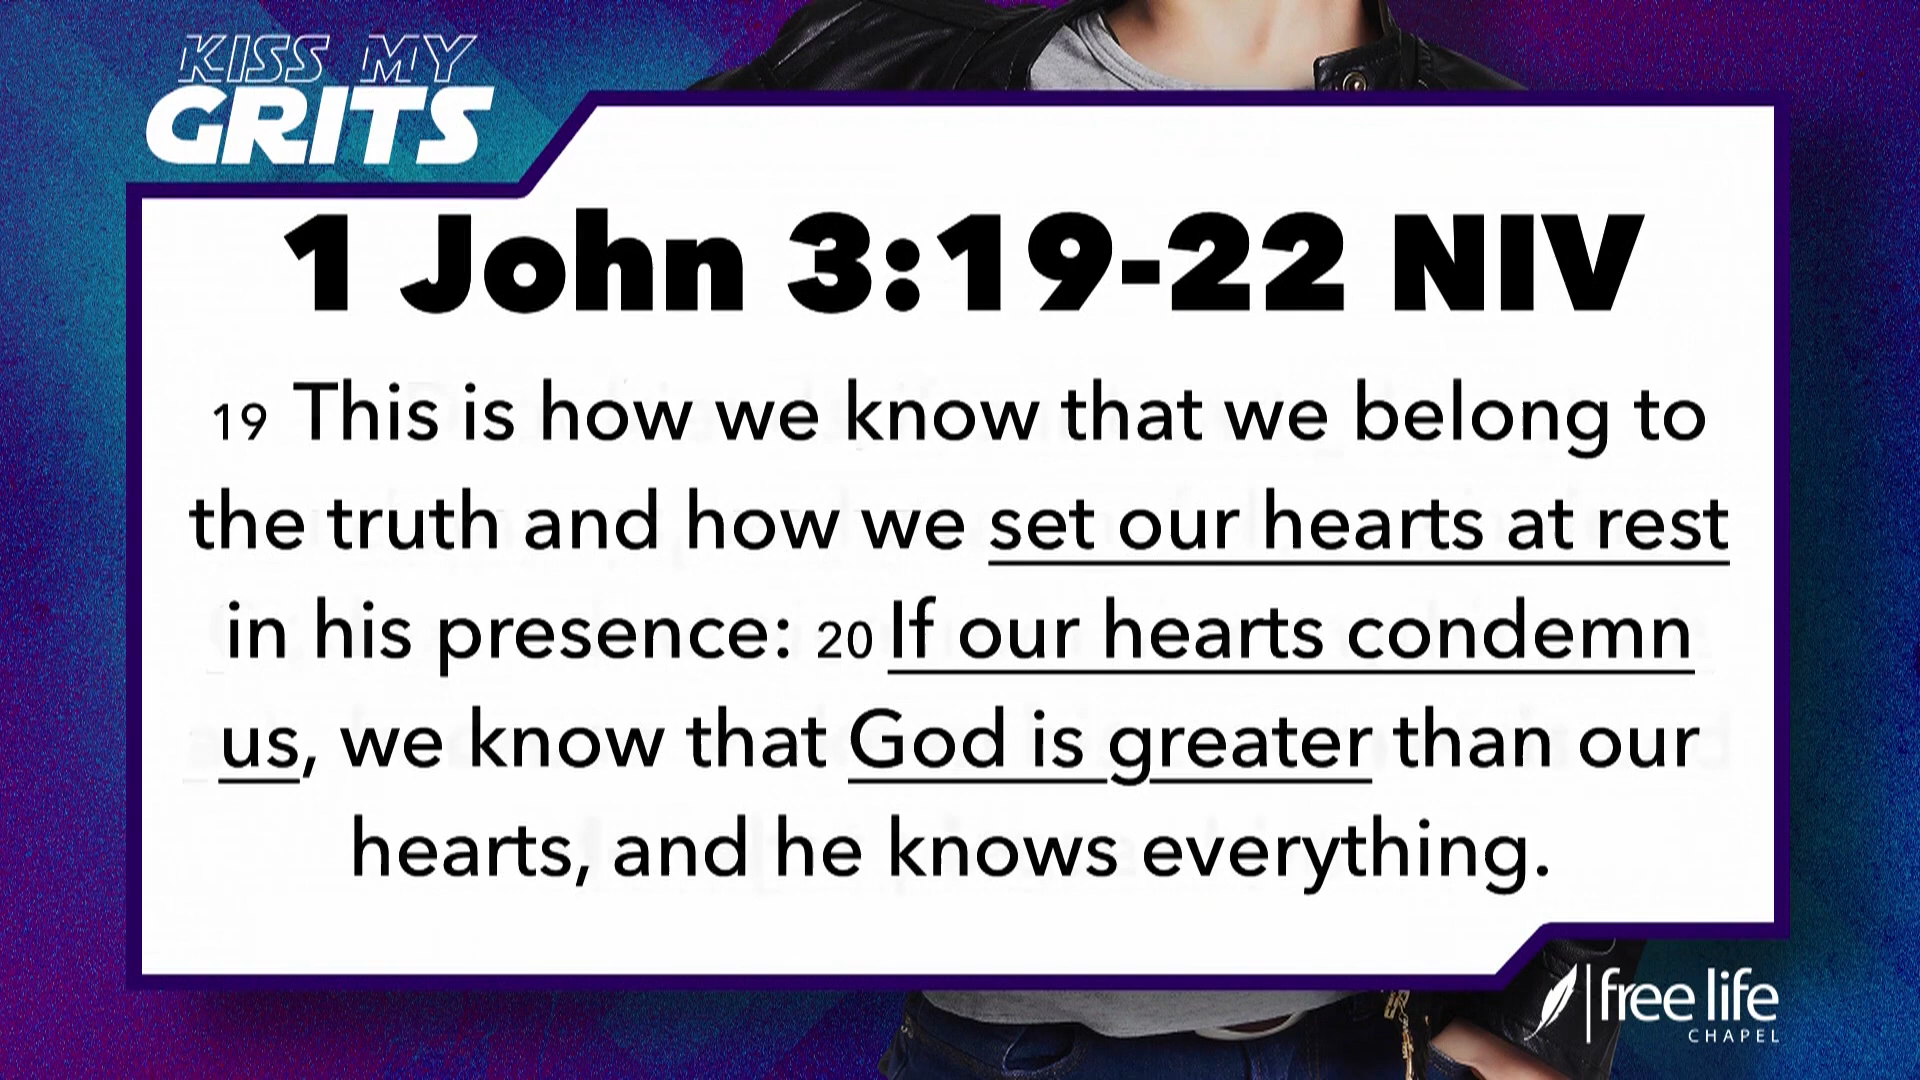 KISS MY
GRITS
1 John 3:19-22 NIV
19 This is how we know that we belong to
the truth and how we set our hearts at rest
in his presence: 20 If our hearts condemn
us, we know that God is greater than our
hearts, and he knows everything.
free life
CHAPEL